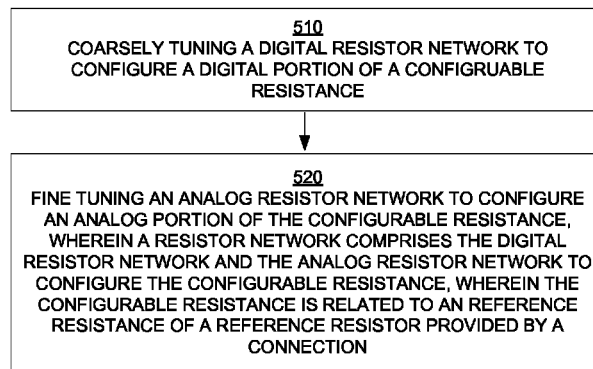 510
COARSELY TUNING A DIGITAL RESISTOR NETWORK TO
CONFIGURE A DIGITAL PORTION OF A CONFIGRUABLE
RESISTANCE
520
FINE TUNING AN ANALOG RESISTOR NETWORK TO CONFIGURE
AN ANALOG PORTION OF THE CONFIGURABLE RESISTANCE,
WHEREIN A RESISTOR NETWORK COMPRISES THE DIGITAL
RESISTOR NETWORK AND THE ANALOG RESISTOR NETWORK TO
CONFIGURE THE CONFIGURABLE RESISTANCE, WHEREIN THE
CONFIGURABLE RESISTANCE IS RELATED TO AN REFERENCE
RESISTANCE OF A REFERENCE RESISTOR PROVIDED BY A
CONNECTION